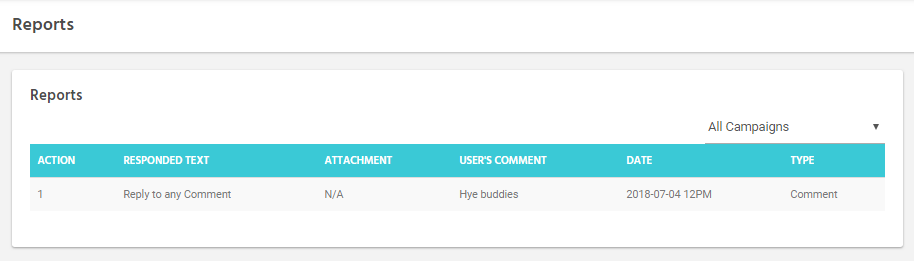 Reports
Reports
All Campaigns ▼
ACTION RESPONDED TEXT ATTACHMENT USER'S COMMENT DATE TYPE
1 Reply to any Comment N/A Hye buddies 2018-07-04 12PM Comment